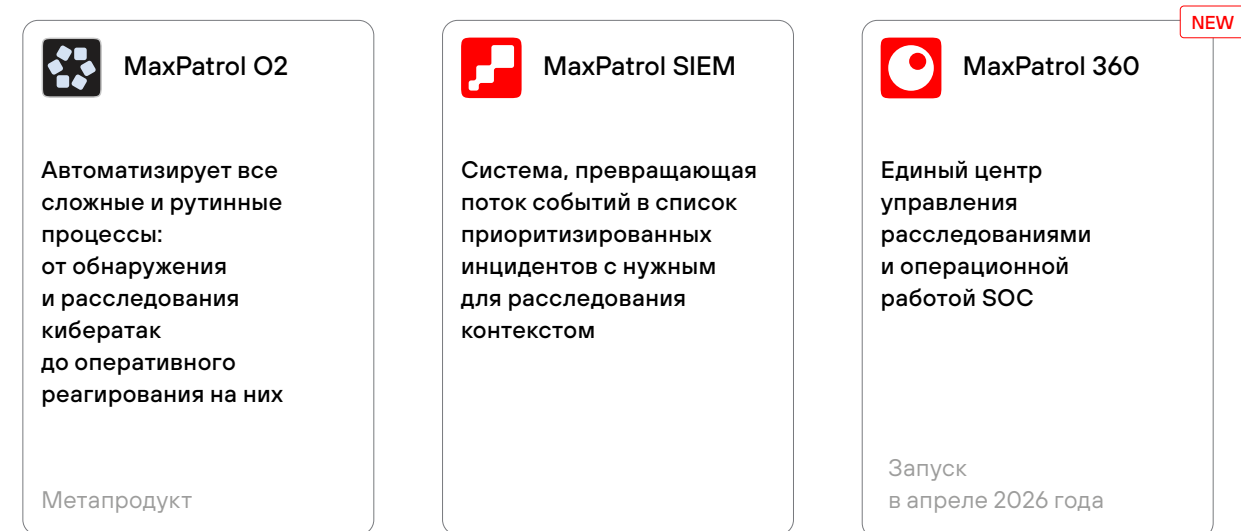 MaxPatrol O2
Автоматизирует все
сложные и рутинные
процессы:
от обнаружения
и расследования
кибератак
до оперативного
реагирования на них
Метапродукт
MaxPatrol SIEM
Система, превращающая
поток событий в список
приоритизированных
инцидентов с нужным
для расследования
контекстом
NEW
MaxPatrol 360
Единый центр
управления
расследованиями
и операционной
работой SOC
Запуск
в апреле 2026 года